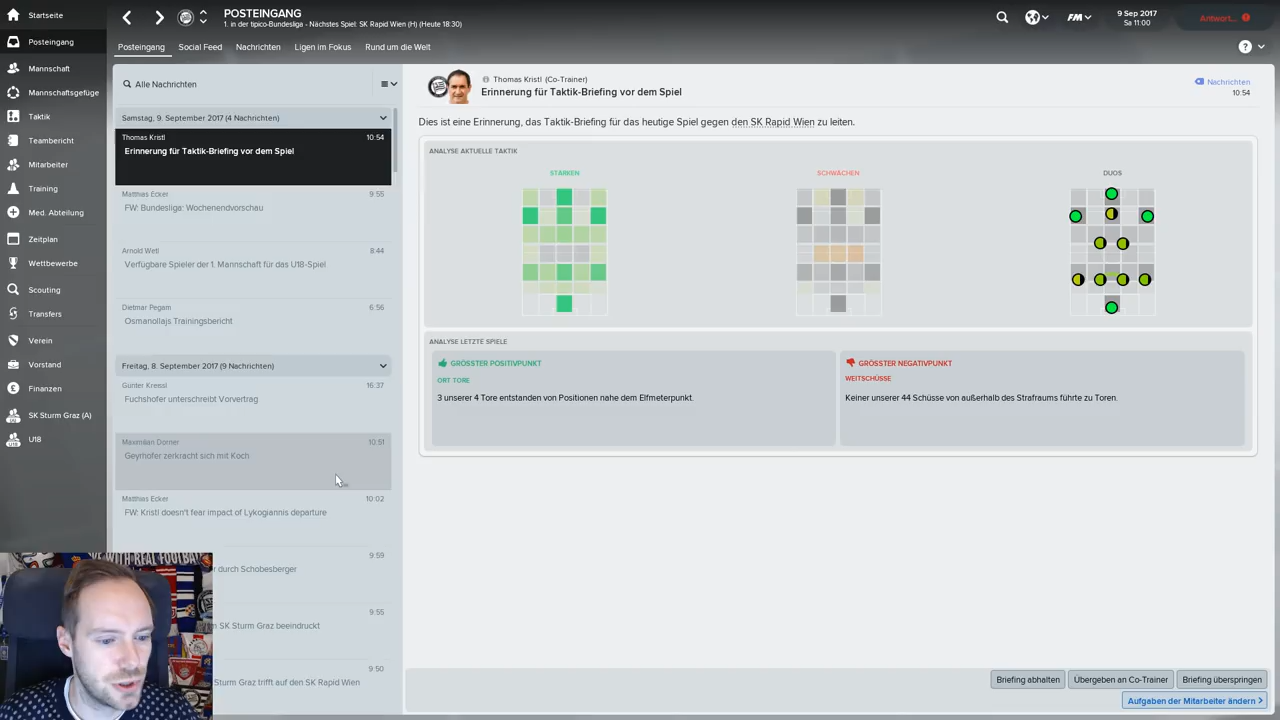 Startseite
Posteingang
Mannschaft
Mannschaftsgefüge
Taktik
Teambericht
Mitarbeiter
Training
Med. Abteilung
Zeitplan
Wettbewerbe
Scouting
Transfers
Verein
Vorstand
Finanzen
SK Sturm Graz (A)
U18
POSTEINGANG
1. in der tipico-Bundesliga - Nächstes Spiel: SK Rapid Wien (H) (Heute 18:30)
FM
9 Sep 2017
Sa 11:00
Antwort...
Posteingang
Social Feed
Nachrichten
Ligen im Fokus
Rund um die Welt
?
Alle Nachrichten
Samstag, 9. September 2017 (4 Nachrichten)
Thomas Kristl 10:54
Erinnerung für Taktik-Briefing vor dem Spiel
Matthias Ecker 9:55
FW: Bundesliga: Wochenendvorschau
Arnold Wetl 8:44
Verfügbare Spieler der 1. Mannschaft für das U18-Spiel
Dietmar Pegam 6:56
Osmanollajs Trainingsbericht
Freitag, 8. September 2017 (9 Nachrichten)
Günter Kreissl 16:37
Fuchshofer unterschreibt Vorvertrag
Maximilian Dorner 10:51
Geyrhofer zerkracht sich mit Koch
Matthias Ecker 10:02
FW: Kristl doesn't fear impact of Lykogiannis departure
9:59
durch Schobesberger
9:55
SK Sturm Graz beeindruckt
9:50
Sturm Graz trifft auf den SK Rapid Wien
Thomas Kristl (Co-Trainer)
Erinnerung für Taktik-Briefing vor dem Spiel
Nachrichten
10:54
Dies ist eine Erinnerung, das Taktik-Briefing für das heutige Spiel gegen den SK Rapid Wien zu leiten.
ANALYSE AKTUELLE TAKTIK
STÄRKEN
SCHWÄCHEN
DUOS
ANALYSE LETZTE SPIELE
GRÖSSTER POSITIVPUNKT
ORT TORE
3 unserer 4 Tore entstanden von Positionen nahe dem Elfmeterpunkt.
GRÖSSTER NEGATIVPUNKT
WEITSCHÜSSE
Keiner unserer 44 Schüsse von außerhalb des Strafraums führte zu Toren.
Briefing abhalten
Übergeben an Co-Trainer
Briefing überspringen
Aufgaben der Mitarbeiter ändern